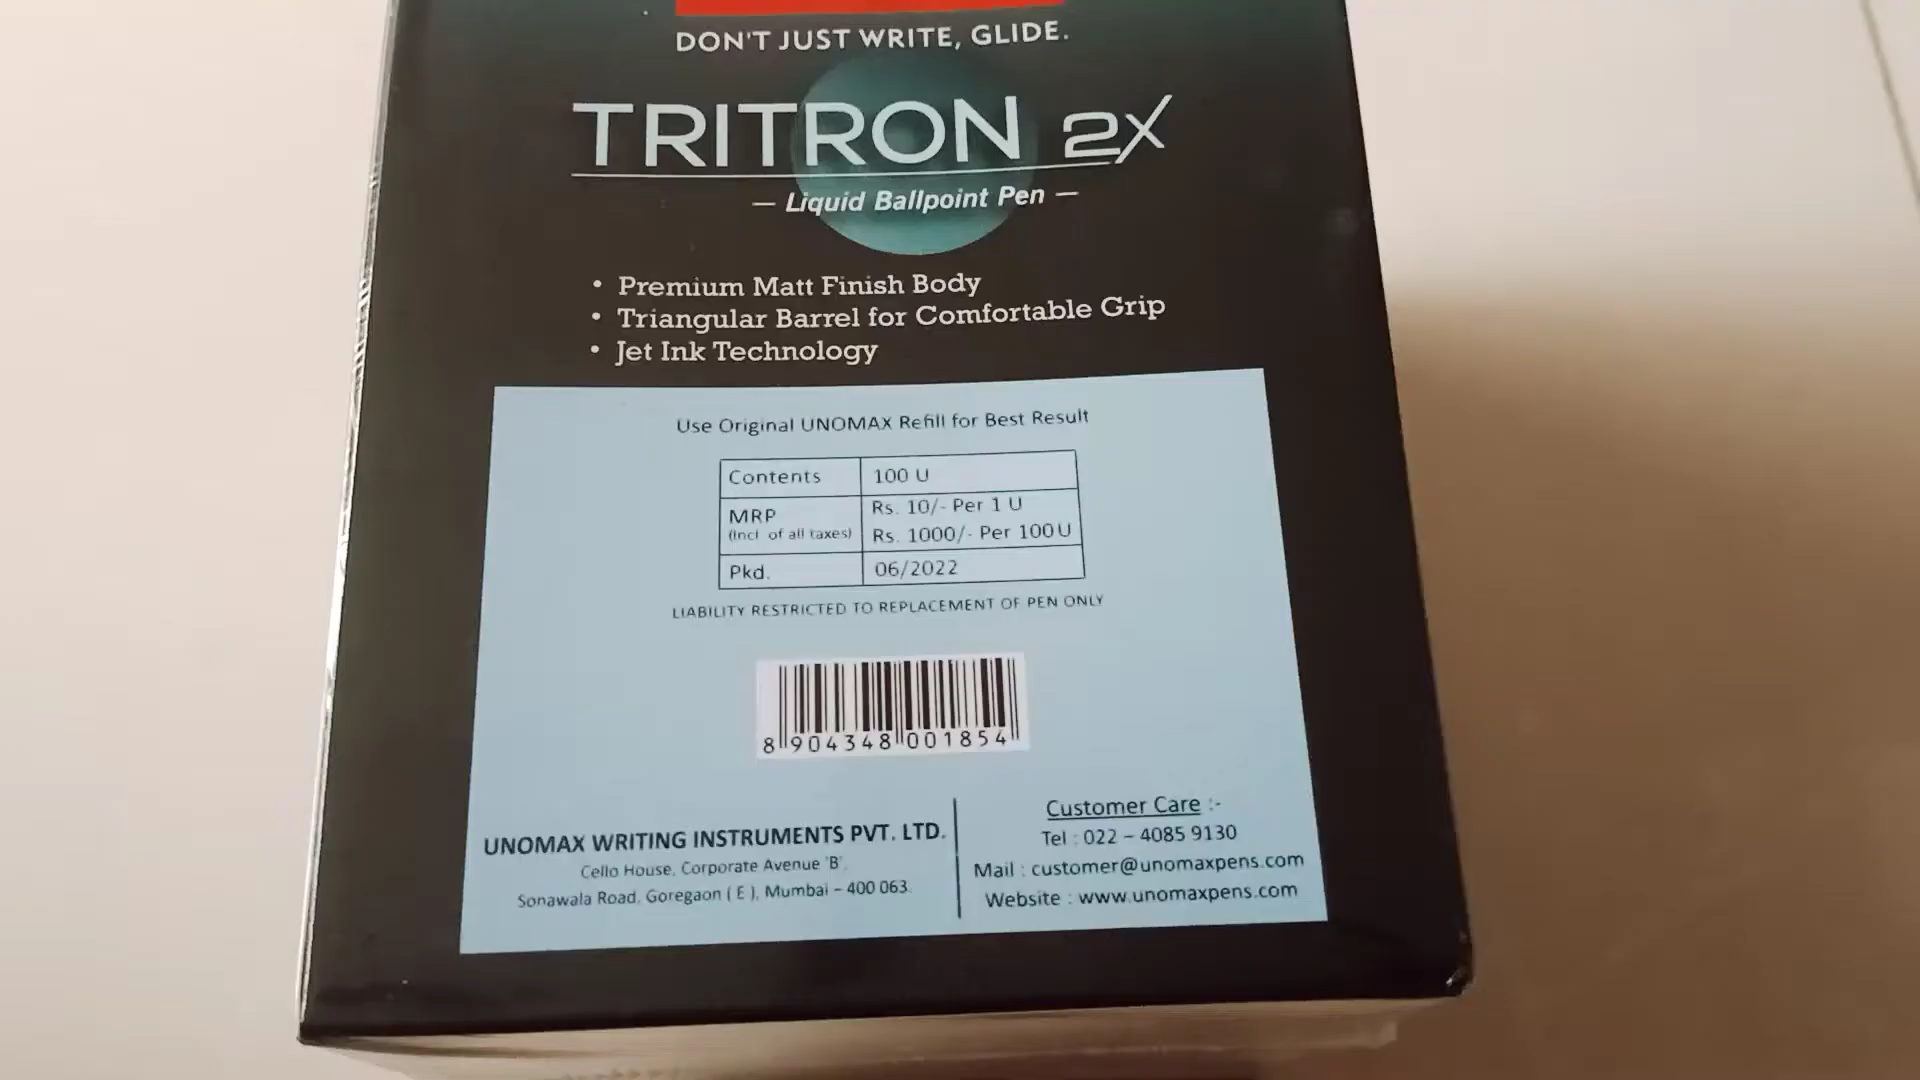 DON'T JUST WRITE, GLIDE.
TRITRON 2X
— Liquid Ballpoint Pen —
• Premium Matt Finish Body
• Triangular Barrel for Comfortable Grip
• Jet Ink Technology
Use Original UNOMAX Refill for Best Result
Contents 100 U
MRP (Incl of all taxes) Rs. 10/- Per 1 U
Rs. 1000/- Per 100 U
Pkd. 06/2022
LIABILITY RESTRICTED TO REPLACEMENT OF PEN ONLY
8 904348 001854
UNOMAX WRITING INSTRUMENTS PVT. LTD.
Cello House, Corporate Avenue 'B',
Sonawala Road, Goregaon ( E ), Mumbai – 400 063.
Customer Care :-
Tel : 022 – 4085 9130
Mail : customer@unomaxpens.com
Website : www.unomaxpens.com